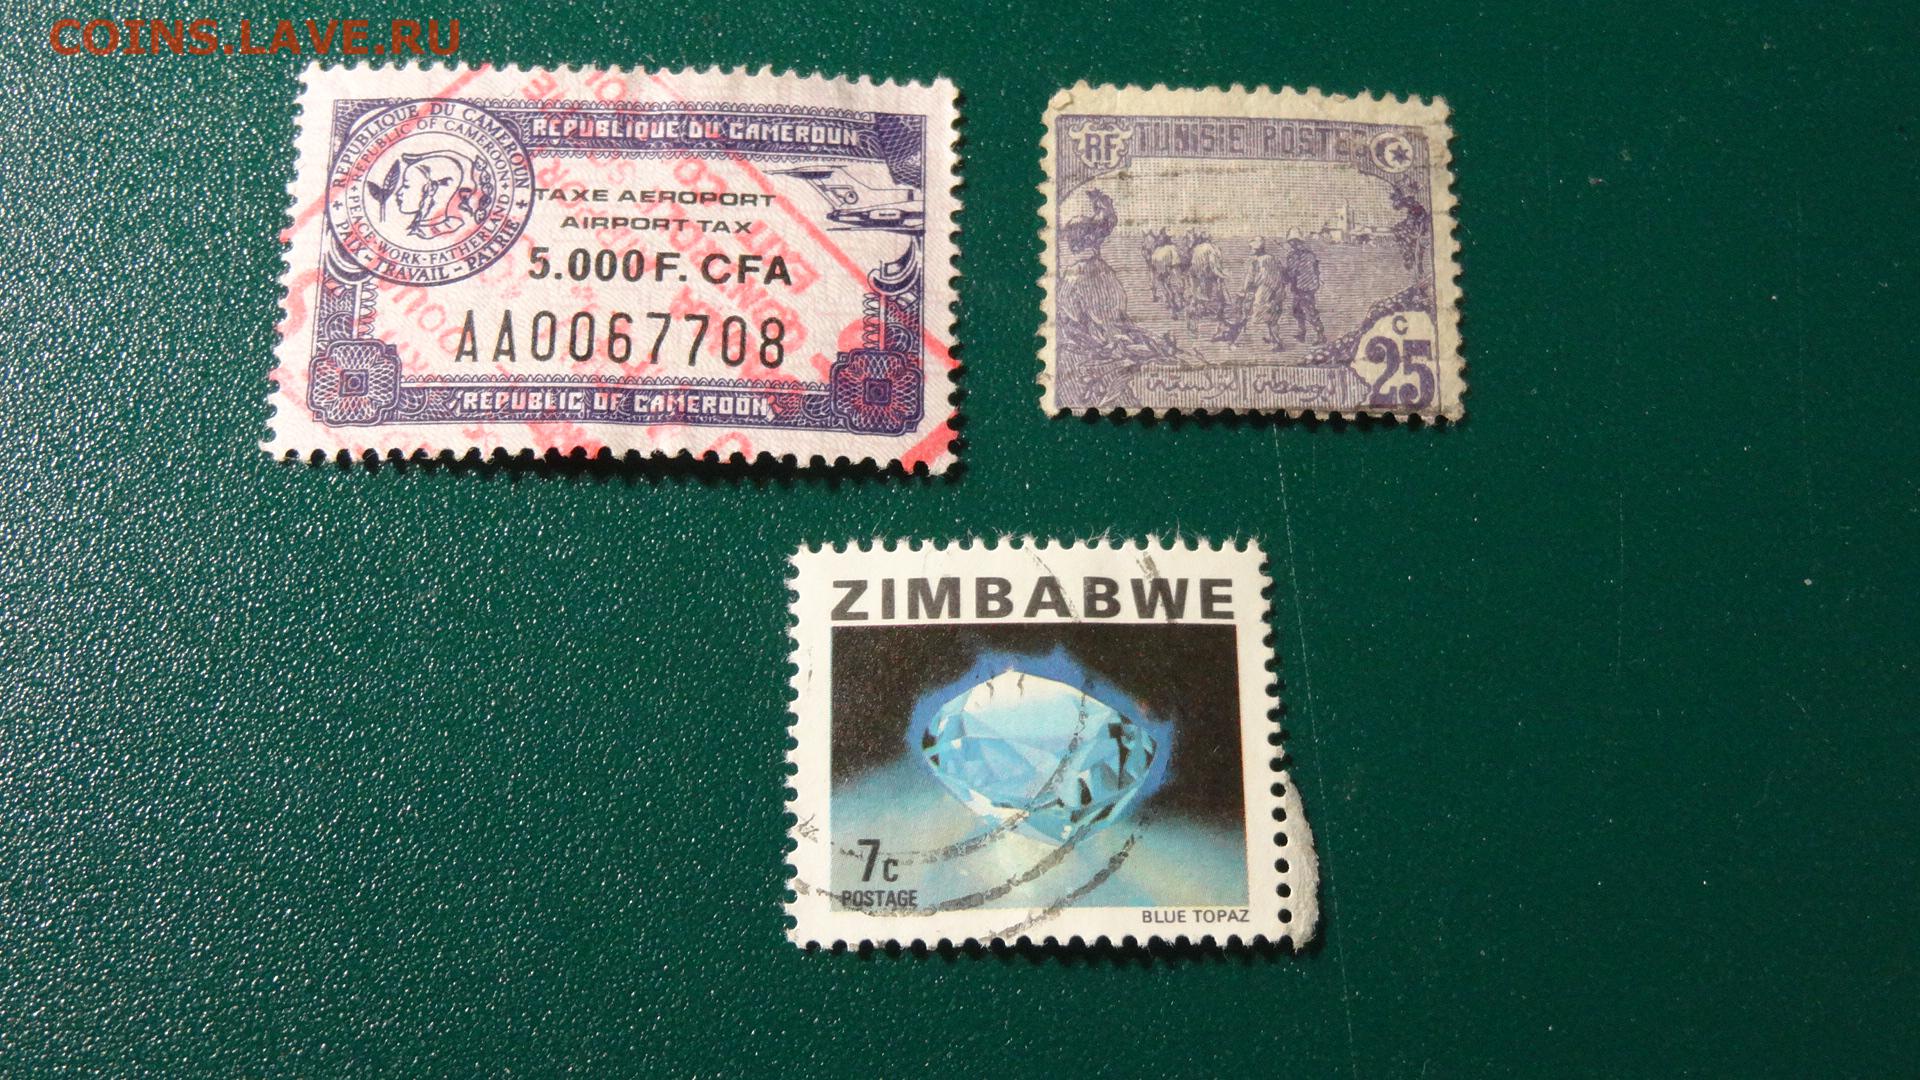 COINS.LAVE.RU
REPUBLIQUE DU CAMEROUN
REPUBLIC OF CAMEROON
PEACE-WORK-FATHERLAND
PAIX - TRAVAIL - PATRIE
REPUBLIQUE DU CAMEROUN
TAXE AEROPORT
AIRPORT TAX
5.000 F. CFA
AA0067708
REPUBLIC OF CAMEROON
RF
TUNISIE POSTES
c
25
ZIMBABWE
7c
POSTAGE
BLUE TOPAZ